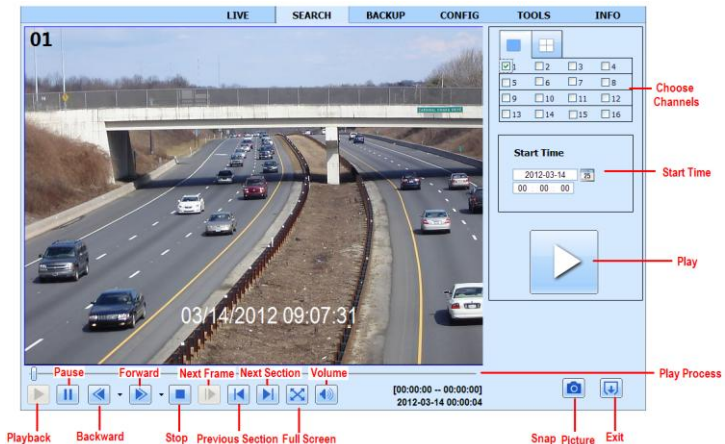 LIVE SEARCH BACKUP CONFIG TOOLS INFO
01
1 2 3 4
5 6 7 8
9 10 11 12
13 14 15 16
Choose
Channels
Start Time
2012-03-14 25
00 00 00
Start Time
Play
03/14/2012 09:07:31
Pause Forward Next Frame Next Section Volume
Play Process
[00:00:00 -- 00:00:00]
2012-03-14 00:00:04
Playback Backward Stop Previous Section Full Screen Snap Picture Exit